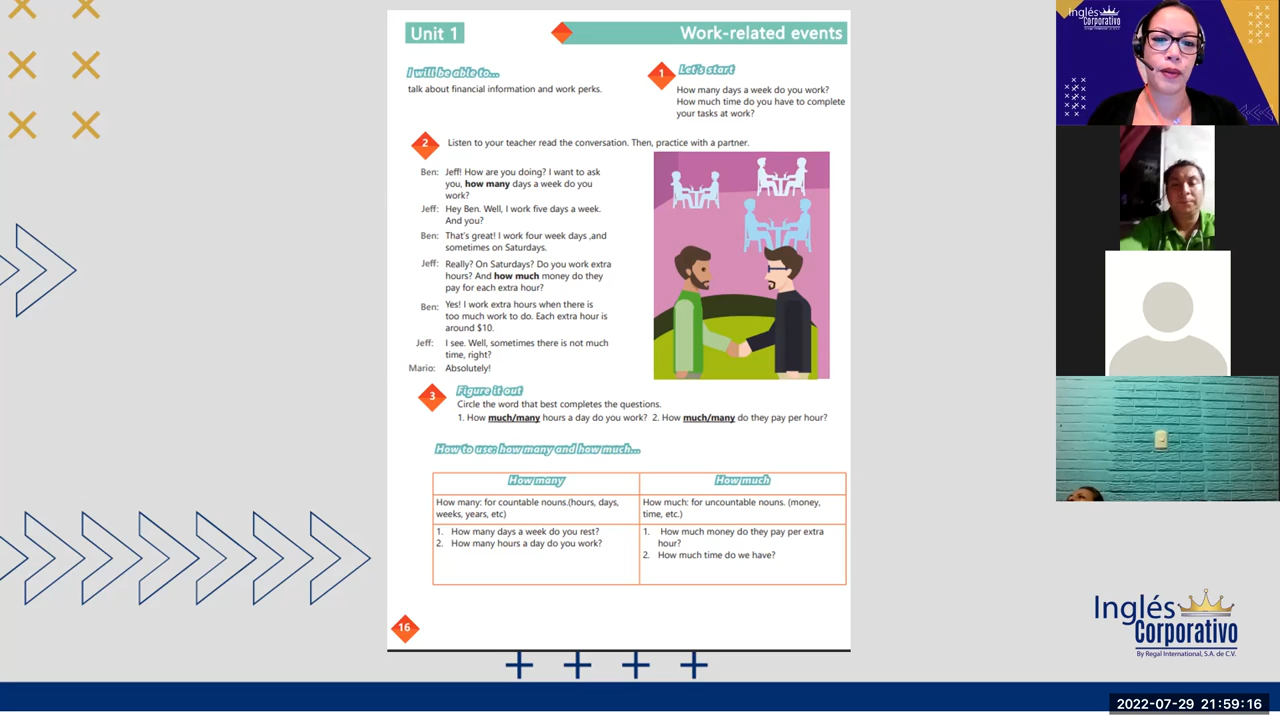 Unit 1
Work-related events
I will be able to...
talk about financial information and work perks.
1
Let's start
How many days a week do you work?
How much time do you have to complete
your tasks at work?
2
Listen to your teacher read the conversation. Then, practice with a partner.
Ben: Jeff! How are you doing? I want to ask
you, how many days a week do you
work?
Jeff: Hey Ben. Well, I work five days a week.
And you?
Ben: That's great! I work four week days ,and
sometimes on Saturdays.
Jeff: Really? On Saturdays? Do you work extra
hours? And how much money do they
pay for each extra hour?
Ben: Yes! I work extra hours when there is
too much work to do. Each extra hour is
around $10.
Jeff: I see. Well, sometimes there is not much
time, right?
Mario: Absolutely!
3
Figure it out
Circle the word that best completes the questions.
1. How much/many hours a day do you work? 2. How much/many do they pay per hour?
How to use: how many and how much...
How many
How much
How many: for countable nouns.(hours, days,
weeks, years, etc)
How much: for uncountable nouns. (money,
time, etc.)
1. How many days a week do you rest?
2. How many hours a day do you work?
1. How much money do they pay per extra
hour?
2. How much time do we have?
16
Inglés
Corporativo
Inglés
Corporativo
By Regal International, S.A. de C.V.
2022-07-29 21:59:16